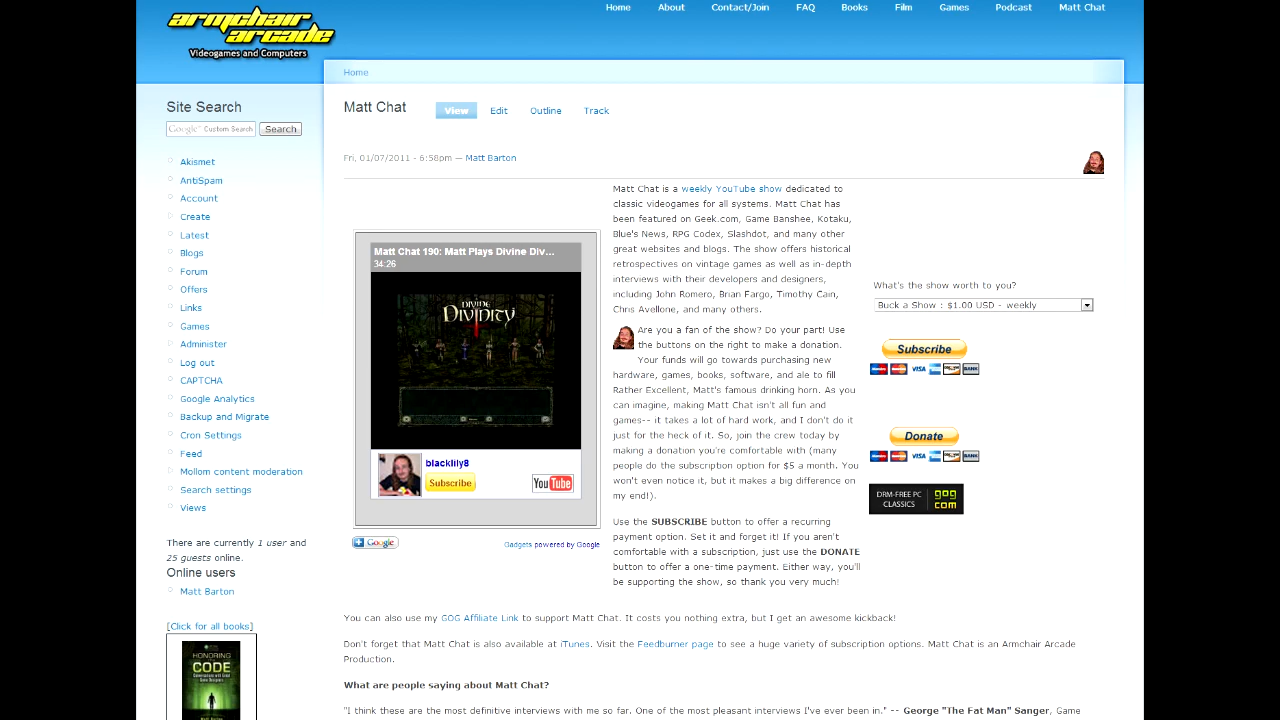 armchair arcade
Videogames and Computers
Home About Contact/Join FAQ Books Film Games Podcast Matt Chat
Home
Site Search
Google™ Custom Search Search
Akismet
AntiSpam
Account
Create
Latest
Blogs
Forum
Offers
Links
Games
Administer
Log out
CAPTCHA
Google Analytics
Backup and Migrate
Cron Settings
Feed
Mollom content moderation
Search settings
Views
There are currently 1 user and
25 guests online.
Online users
Matt Barton
[Click for all books]
HONORING
CODE
Matt Barton
Matt Chat View Edit Outline Track
Fri, 01/07/2011 - 6:58pm — Matt Barton
Matt Chat 190: Matt Plays Divine Div...
34:26
DIVINE
DIVINITY
blacklily8
Subscribe
YouTube
Google
Gadgets powered by Google
Matt Chat is a weekly YouTube show dedicated to
classic videogames for all systems. Matt Chat has
been featured on Geek.com, Game Banshee, Kotaku,
Blue's News, RPG Codex, Slashdot, and many other
great websites and blogs. The show offers historical
retrospectives on vintage games as well as in-depth
interviews with their developers and designers,
including John Romero, Brian Fargo, Timothy Cain,
Chris Avellone, and many others.
Are you a fan of the show? Do your part! Use
the buttons on the right to make a donation.
Your funds will go towards purchasing new
hardware, games, books, software, and ale to fill
Rather Excellent, Matt's famous drinking horn. As you
can imagine, making Matt Chat isn't all fun and
games-- it takes a lot of hard work, and I don't do it
just for the heck of it. So, join the crew today by
making a donation you're comfortable with (many
people do the subscription option for $5 a month. You
won't even notice it, but it makes a big difference on
my end!).
Use the SUBSCRIBE button to offer a recurring
payment option. Set it and forget it! If you aren't
comfortable with a subscription, just use the DONATE
button to offer a one-time payment. Either way, you'll
be supporting the show, so thank you very much!
What's the show worth to you?
Buck a Show : $1.00 USD - weekly
Subscribe
VISA BANK
Donate
VISA BANK
DRM-FREE PC
CLASSICS
gog
com
You can also use my GOG Affiliate Link to support Matt Chat. It costs you nothing extra, but I get an awesome kickback!
Don't forget that Matt Chat is also available at iTunes. Visit the Feedburner page to see a huge variety of subscription options. Matt Chat is an Armchair Arcade
Production.
What are people saying about Matt Chat?
"I think these are the most definitive interviews with me so far. One of the most pleasant interviews I've ever been in." -- George "The Fat Man" Sanger, Game